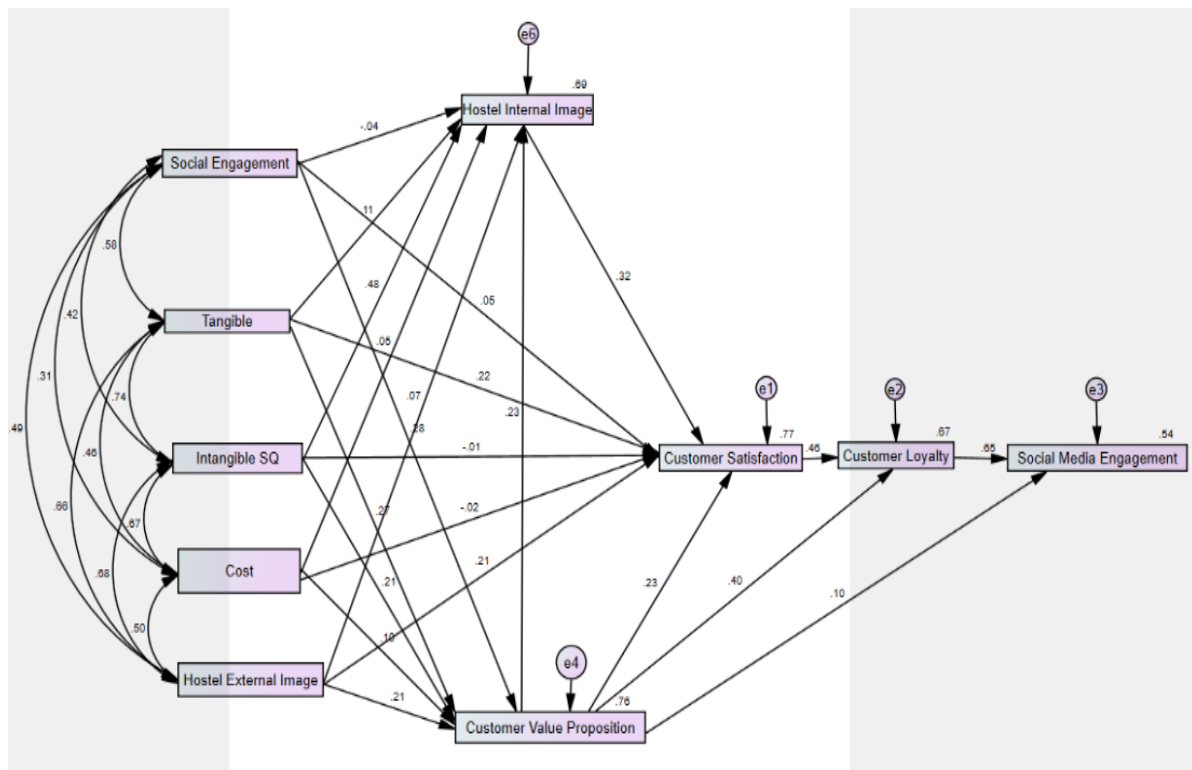 e6
.69
Hostel Internal Image
-.04
Social Engagement
.11
.58
.48
.32
.05
.42
Tangible
.05
.22
.31
.74
.07
.28
.23
e1
e2
e3
.49
.46
.77
.67
.54
Intangible SQ
-.01
Customer Satisfaction
.46
Customer Loyalty
.65
Social Media Engagement
.66
.67
.27
-.02
.68
Cost
.21
.21
.23
.40
.10
.50
e4
Hostel External Image
.21
.76
Customer Value Proposition